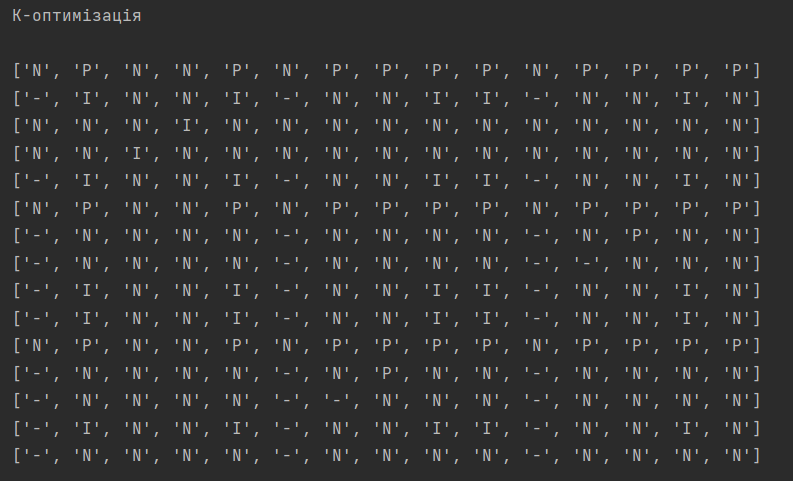 К-оптимізація
['N', 'P', 'N', 'N', 'P', 'N', 'P', 'P', 'P', 'P', 'N', 'P', 'P', 'P', 'P']
['-', 'I', 'N', 'N', 'I', '-', 'N', 'N', 'I', 'I', '-', 'N', 'N', 'I', 'N']
['N', 'N', 'N', 'I', 'N', 'N', 'N', 'N', 'N', 'N', 'N', 'N', 'N', 'N', 'N']
['N', 'N', 'I', 'N', 'N', 'N', 'N', 'N', 'N', 'N', 'N', 'N', 'N', 'N', 'N']
['-', 'I', 'N', 'N', 'I', '-', 'N', 'N', 'I', 'I', '-', 'N', 'N', 'I', 'N']
['N', 'P', 'N', 'N', 'P', 'N', 'P', 'P', 'P', 'P', 'N', 'P', 'P', 'P', 'P']
['-', 'N', 'N', 'N', 'N', '-', 'N', 'N', 'N', 'N', '-', 'N', 'P', 'N', 'N']
['-', 'N', 'N', 'N', 'N', '-', 'N', 'N', 'N', 'N', '-', '-', 'N', 'N', 'N']
['-', 'I', 'N', 'N', 'I', '-', 'N', 'N', 'I', 'I', '-', 'N', 'N', 'I', 'N']
['-', 'I', 'N', 'N', 'I', '-', 'N', 'N', 'I', 'I', '-', 'N', 'N', 'I', 'N']
['N', 'P', 'N', 'N', 'P', 'N', 'P', 'P', 'P', 'P', 'N', 'P', 'P', 'P', 'P']
['-', 'N', 'N', 'N', 'N', '-', 'N', 'P', 'N', 'N', '-', 'N', 'N', 'N', 'N']
['-', 'N', 'N', 'N', 'N', '-', '-', 'N', 'N', 'N', '-', 'N', 'N', 'N', 'N']
['-', 'I', 'N', 'N', 'I', '-', 'N', 'N', 'I', 'I', '-', 'N', 'N', 'I', 'N']
['-', 'N', 'N', 'N', 'N', '-', 'N', 'N', 'N', 'N', '-', 'N', 'N', 'N', 'N']